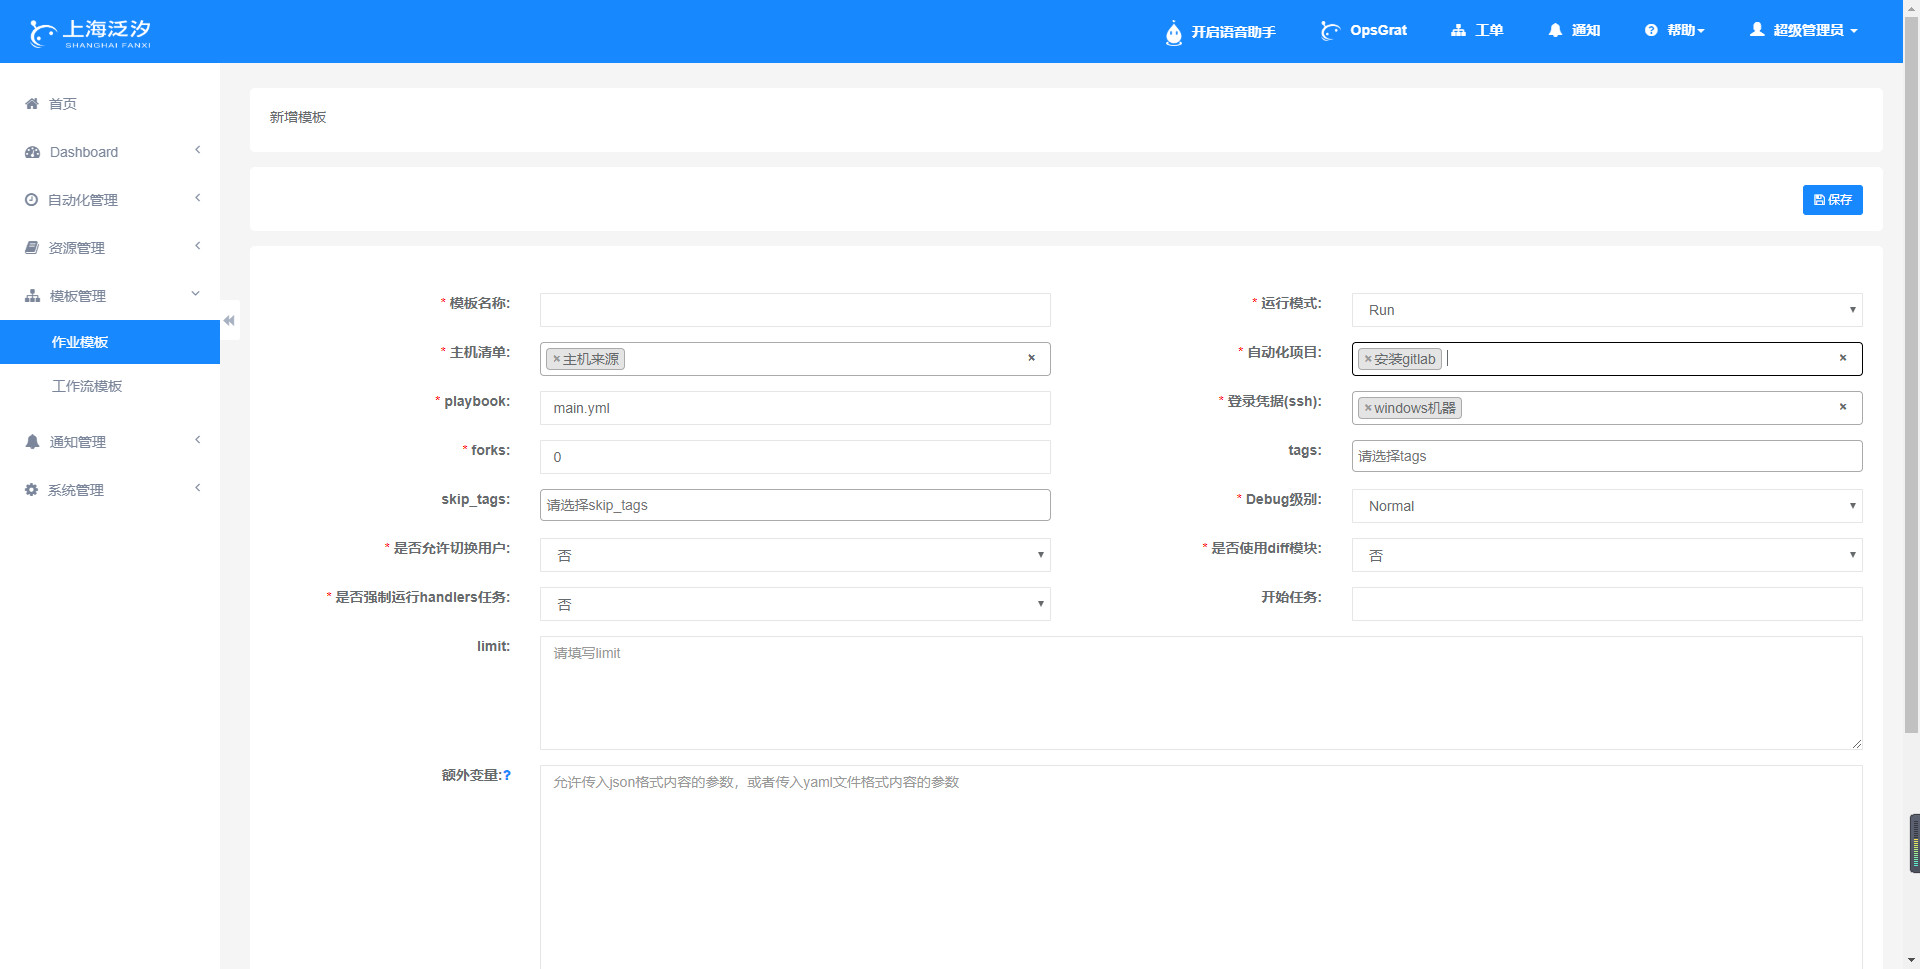 上海泛汐
SHANGHAI FANXI
开启语音助手
OpsGrat
工单
通知
帮助
超级管理员
首页
Dashboard
自动化管理
资源管理
模板管理
作业模板
工作流模板
通知管理
系统管理
新增模板
保存
* 模板名称:
* 运行模式:
Run
* 主机清单:
×主机来源
×
* 自动化项目:
×安装gitlab
×
* playbook:
main.yml
* 登录凭据(ssh):
×windows机器
×
* forks:
0
tags:
请选择tags
skip_tags:
请选择skip_tags
* Debug级别:
Normal
* 是否允许切换用户:
否
* 是否使用diff模块:
否
* 是否强制运行handlers任务:
否
开始任务:
limit:
请填写limit
额外变量:?
允许传入json格式内容的参数，或者传入yaml文件格式内容的参数